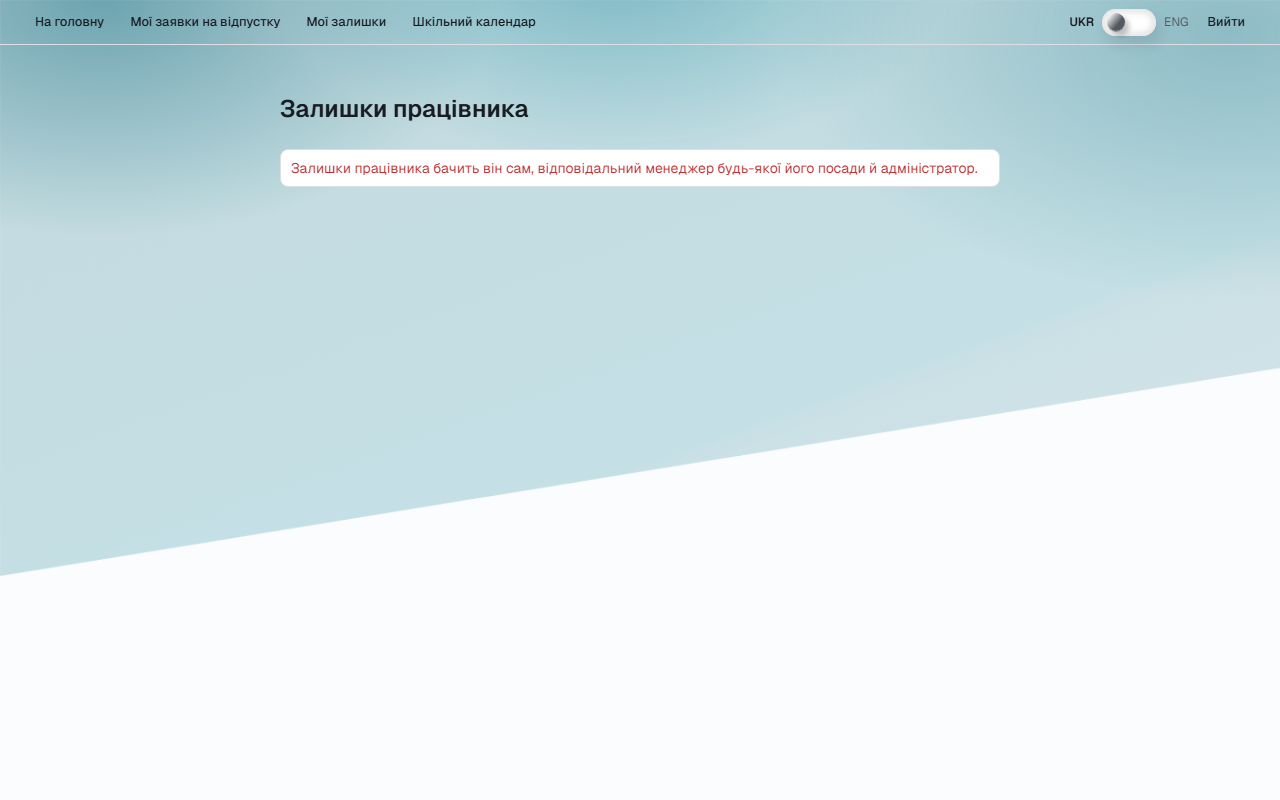 На головну Мої заявки на відпустку Мої залишки Шкільний календар UKR ENG Вийти
Залишки працівника
Залишки працівника бачить він сам, відповідальний менеджер будь-якої його посади й адміністратор.